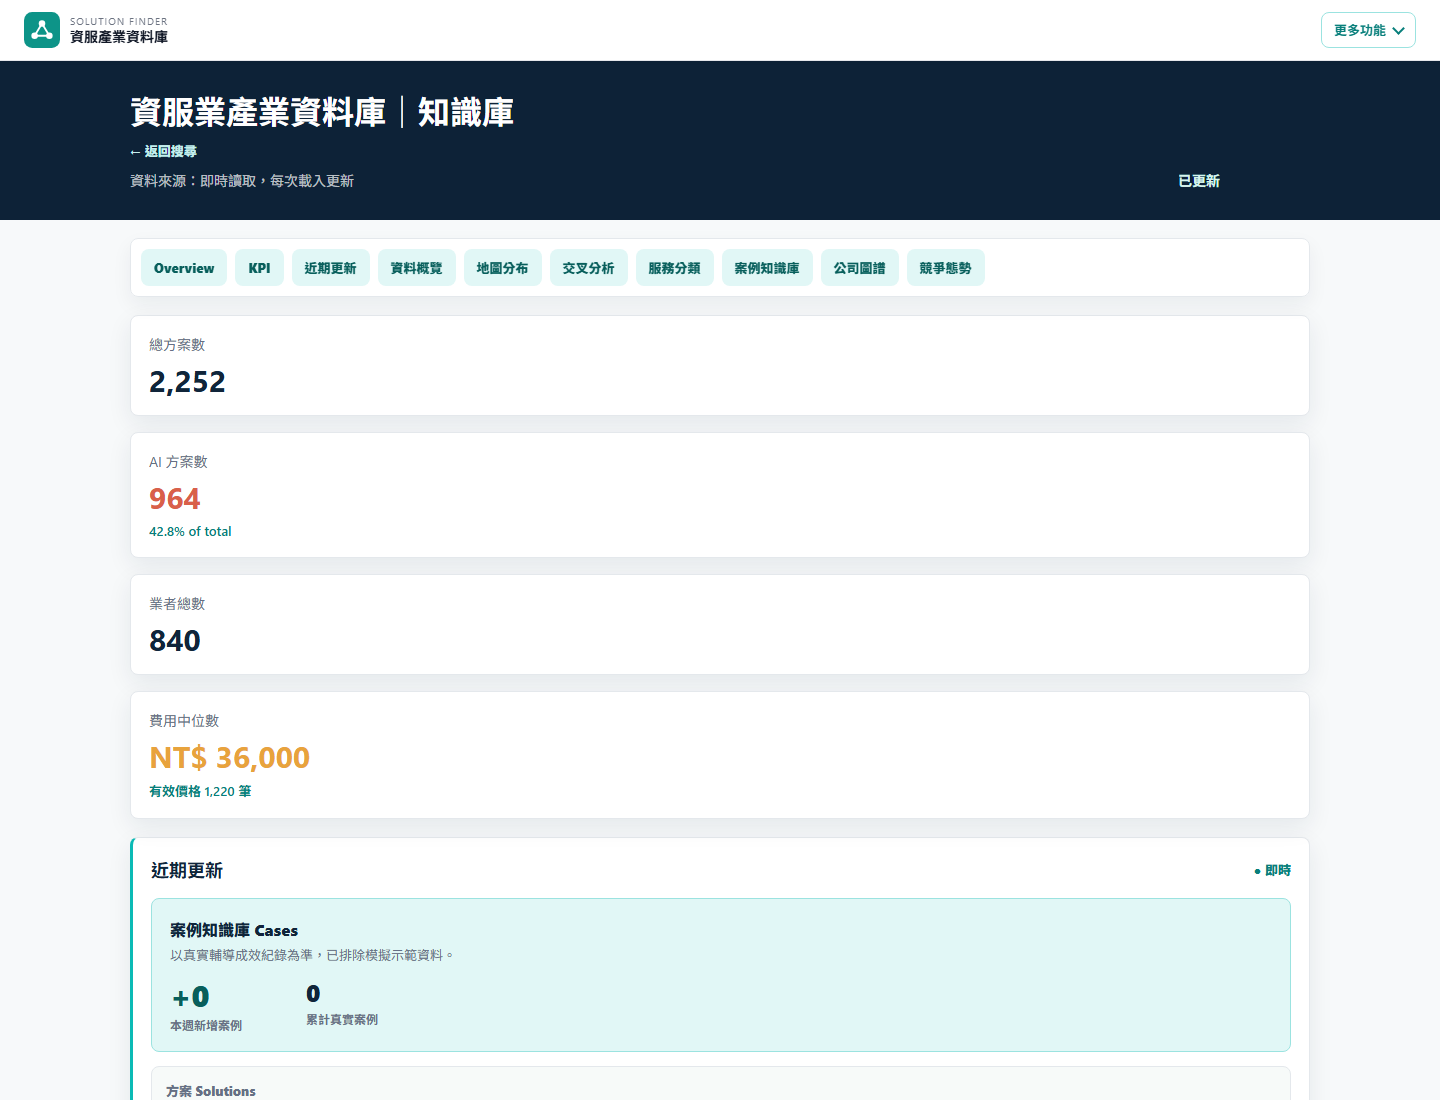 SOLUTION FINDER
資服產業資料庫
更多功能
資服業產業資料庫｜知識庫
← 返回搜尋
資料來源：即時讀取，每次載入更新
已更新
Overview KPI 近期更新 資料概覽 地圖分布 交叉分析 服務分類 案例知識庫 公司圖譜 競爭態勢
總方案數
2,252
AI 方案數
964
42.8% of total
業者總數
840
費用中位數
NT$ 36,000
有效價格 1,220 筆
近期更新
● 即時
案例知識庫 Cases
以真實輔導成效紀錄為準，已排除模擬示範資料。
+0
本週新增案例
0
累計真實案例
方案 Solutions